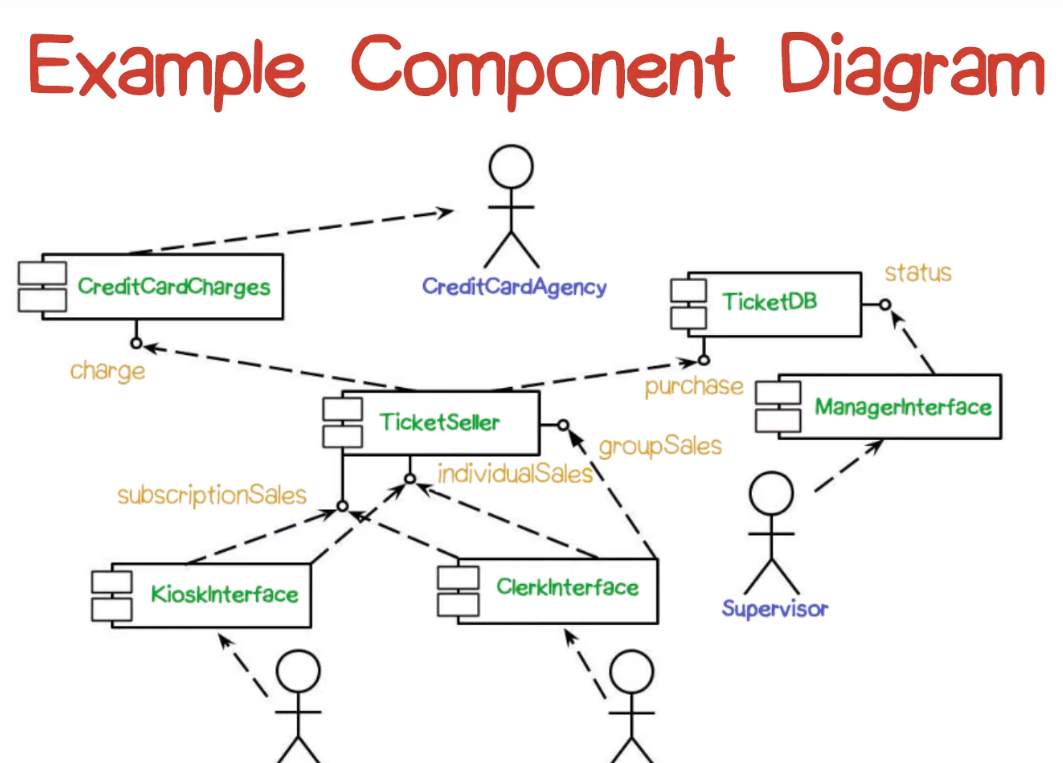 Example Component Diagram
CreditCardCharges
CreditCardAgency
status
TicketDB
charge
purchase
ManagerInterface
TicketSeller
groupSales
individualSales
subscriptionSales
KioskInterface
ClerkInterface
Supervisor